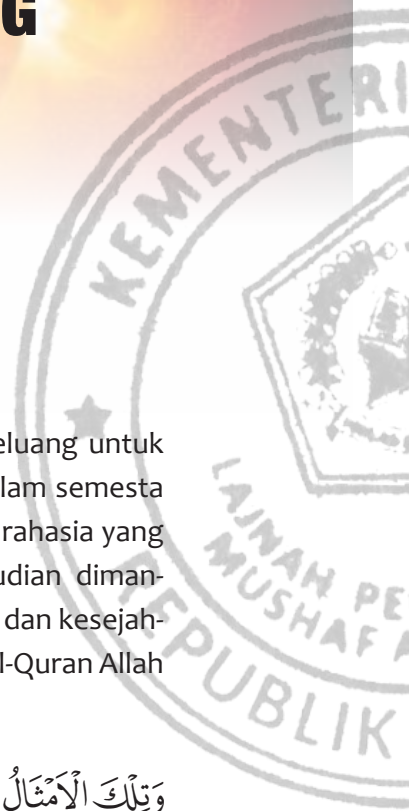 G
eluang untuk
lam semesta
rahasia yang
udian diman-
dan kesejah-
l-Quran Allah
وَتِلْكَ الْاَمْثَالُ
KEMENTERI
LAJNAH PE
MUSHAF A
REPUBLIK